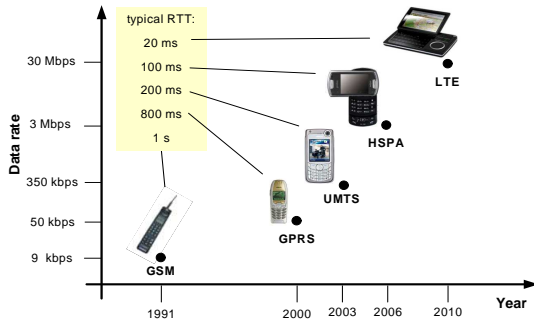 typical RTT:
20 ms
100 ms
200 ms
800 ms
1 s
Data rate
30 Mbps
3 Mbps
350 kbps
50 kbps
9 kbps
LTE
HSPA
UMTS
GPRS
GSM
Year
1991
2000
2003
2006
2010